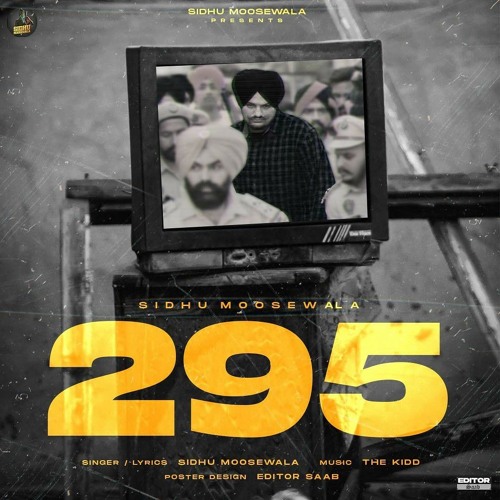 SIDHU MOOSEWALA
PRESENTS
SIDHU MOOSEWALA
295
SINGER / LYRICS SIDHU MOOSEWALA MUSIC THE KIDD
POSTER DESIGN EDITOR SAAB
EDITOR